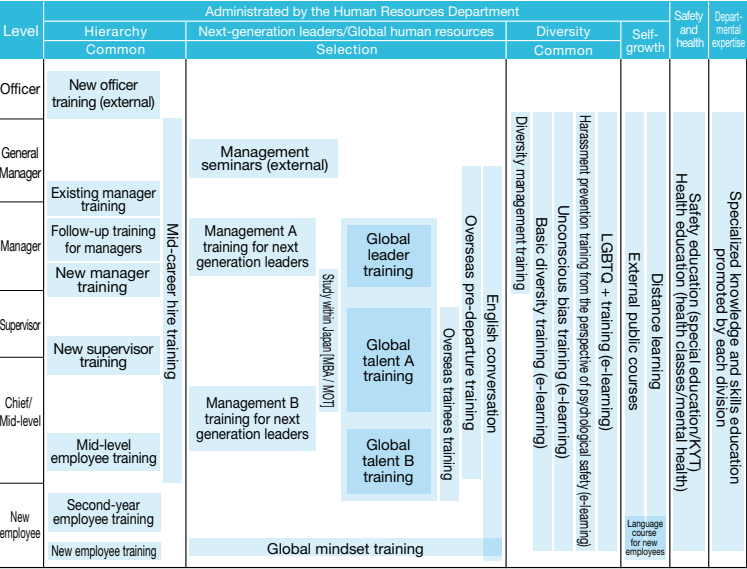 Level
Administrated by the Human Resources Department
Safety
and
health
Depart-
mental
expertise
Hierarchy
Next-generation leaders/Global human resources
Diversity
Self-
growth
Common
Selection
Common
Officer
General
Manager
Manager
Supervisor
Chief/
Mid-level
New
employee
New officer
training (external)
Existing manager
training
Follow-up training
for managers
New manager
training
New supervisor
training
Mid-level
employee training
Second-year
employee training
New employee training
Mid-career hire training
Management
seminars (external)
Management A
training for next
generation leaders
Management B
training for next
generation leaders
Study within Japan [MBA / MOT]
Global
leader
training
Global
talent A
training
Global
talent B
training
Overseas trainees training
Overseas pre-departure training
English conversation
Global mindset training
Diversity management training
Basic diversity training (e-learning)
Unconscious bias training (e-learning)
Harassment prevention training from the perspective of psychological safety (e-learning)
LGBTQ + training (e-learning)
External public courses
Distance learning
Language
course
for new
employees
Safety education (special education/KYT)
Health education (health classes/mental health)
Specialized knowledge and skills education
promoted by each division